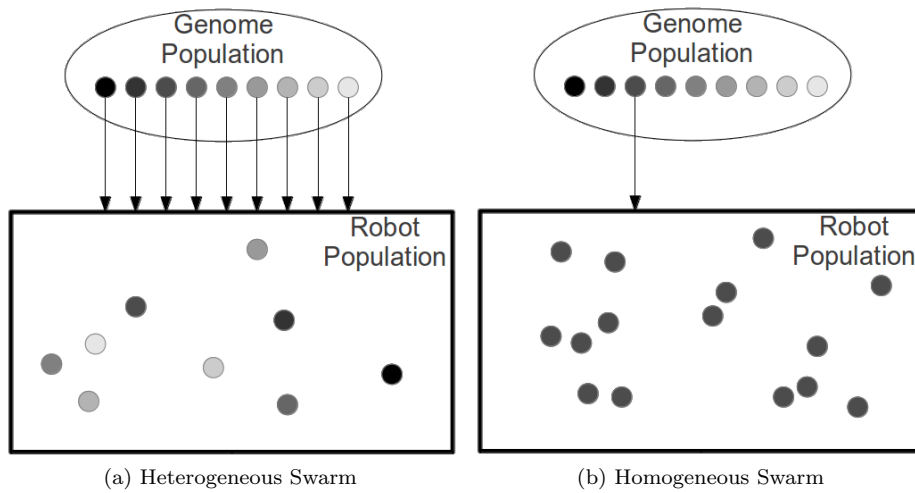 Genome
Population
Robot
Population
(a) Heterogeneous Swarm
Genome
Population
Robot
Population
(b) Homogeneous Swarm